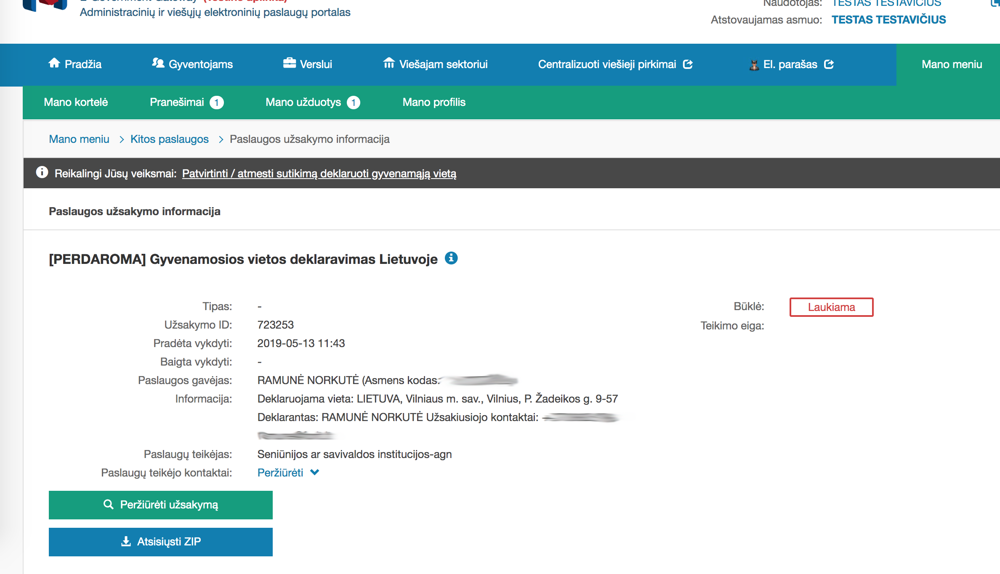 E-Government Gateway (Testinė aplinka)
Administracinių ir viešųjų elektroninių paslaugų portalas
Naudotojas: TESTAS TESTAVIČIUS
Atstovaujamas asmuo: TESTAS TESTAVIČIUS
Pradžia Gyventojams Verslui Viešajam sektoriui Centralizuoti viešieji pirkimai El. parašas Mano meniu
Mano kortelė Pranešimai 1 Mano užduotys 1 Mano profilis
Mano meniu > Kitos paslaugos > Paslaugos užsakymo informacija
Reikalingi Jūsų veiksmai: Patvirtinti / atmesti sutikimą deklaruoti gyvenamąją vietą
Paslaugos užsakymo informacija
[PERDAROMA] Gyvenamosios vietos deklaravimas Lietuvoje
Tipas: -
Būklė: Laukiama
Užsakymo ID: 723253
Teikimo eiga:
Pradėta vykdyti: 2019-05-13 11:43
Baigta vykdyti: -
Paslaugos gavėjas: RAMUNĖ NORKUTĖ (Asmens kodas:
Informacija: Deklaruojama vieta: LIETUVA, Vilniaus m. sav., Vilnius, P. Žadeikos g. 9-57
Deklarantas: RAMUNĖ NORKUTĖ Užsakiusiojo kontaktai:
Paslaugų teikėjas: Seniūnijos ar savivaldos institucijos-agn
Paslaugų teikėjo kontaktai: Peržiūrėti
Peržiūrėti užsakymą
Atsisiųsti ZIP